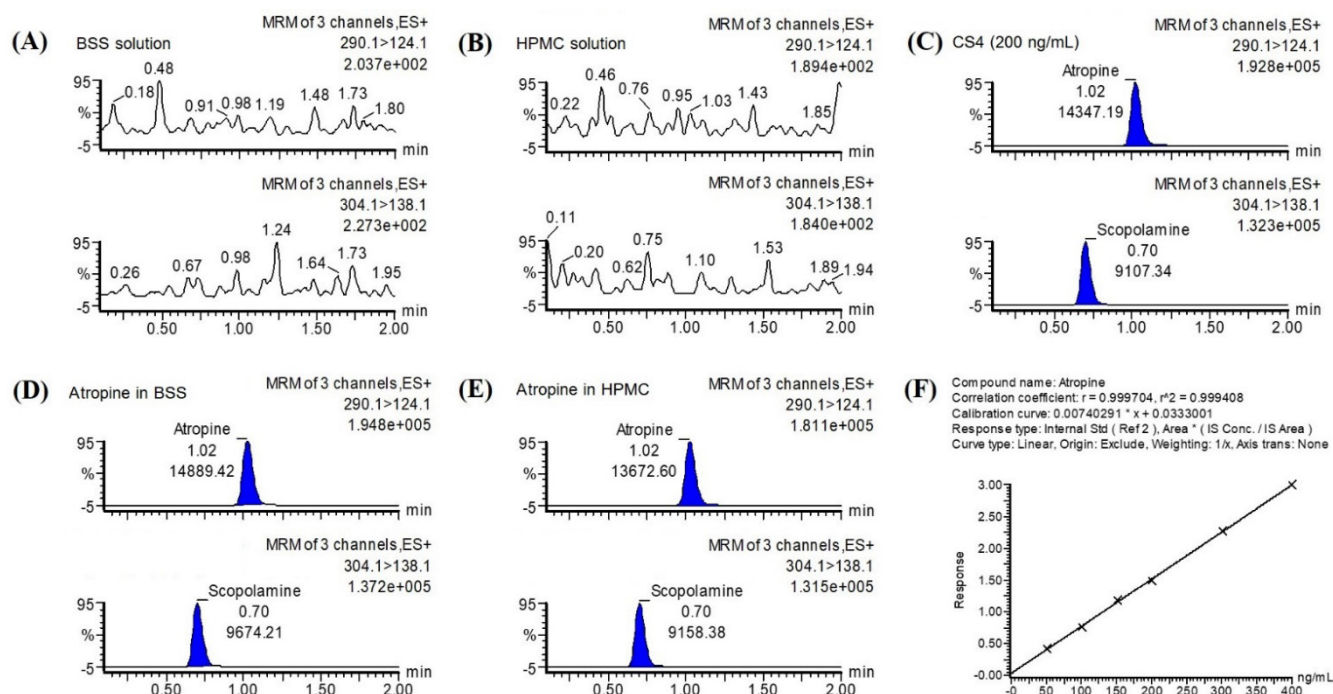 (A)
BSS solution
MRM of 3 channels,ES+
290.1>124.1
2.037e+002
95
%
-5
0.18
0.48
0.91
0.98
1.19
1.48
1.73
1.80
min
MRM of 3 channels,ES+
304.1>138.1
2.273e+002
95
%
-5
0.26
0.67
0.98
1.24
1.64
1.73
1.95
min
0.50 1.00 1.50 2.00
(B)
HPMC solution
MRM of 3 channels,ES+
290.1>124.1
1.894e+002
95
%
-5
0.22
0.46
0.76
0.95
1.03
1.43
1.85
min
MRM of 3 channels,ES+
304.1>138.1
1.840e+002
0.11
95
%
-5
0.20
0.62
0.75
1.10
1.53
1.89
1.94
min
0.50 1.00 1.50 2.00
(C)
CS4 (200 ng/mL)
MRM of 3 channels,ES+
290.1>124.1
1.928e+005
Atropine
1.02
14347.19
95
%
-5
min
MRM of 3 channels,ES+
304.1>138.1
1.323e+005
Scopolamine
0.70
9107.34
95
%
-5
min
0.50 1.00 1.50 2.00
(D)
Atropine in BSS
MRM of 3 channels,ES+
290.1>124.1
1.948e+005
Atropine
1.02
14889.42
95
%
-5
min
0.50 1.00 1.50 2.00
MRM of 3 channels,ES+
304.1>138.1
1.372e+005
Scopolamine
0.70
9674.21
95
%
-5
min
0.50 1.00 1.50 2.00
(E)
Atropine in HPMC
MRM of 3 channels,ES+
290.1>124.1
1.811e+005
Atropine
1.02
13672.60
95
%
-5
min
0.50 1.00 1.50 2.00
MRM of 3 channels,ES+
304.1>138.1
1.315e+005
Scopolamine
0.70
9158.38
95
%
-5
min
0.50 1.00 1.50 2.00
(F)
Compound name: Atropine
Correlation coefficient: r = 0.999704, r^2 = 0.999408
Calibration curve: 0.00740291 * x + 0.0333001
Response type: Internal Std ( Ref 2 ), Area * ( IS Conc. / IS Area )
Curve type: Linear, Origin: Exclude, Weighting: 1/x, Axis trans: None
3.00
2.50
2.00
1.50
1.00
0.50
-0.00
Response
-0 50 100 150 200 250 300 350 400
ng/mL